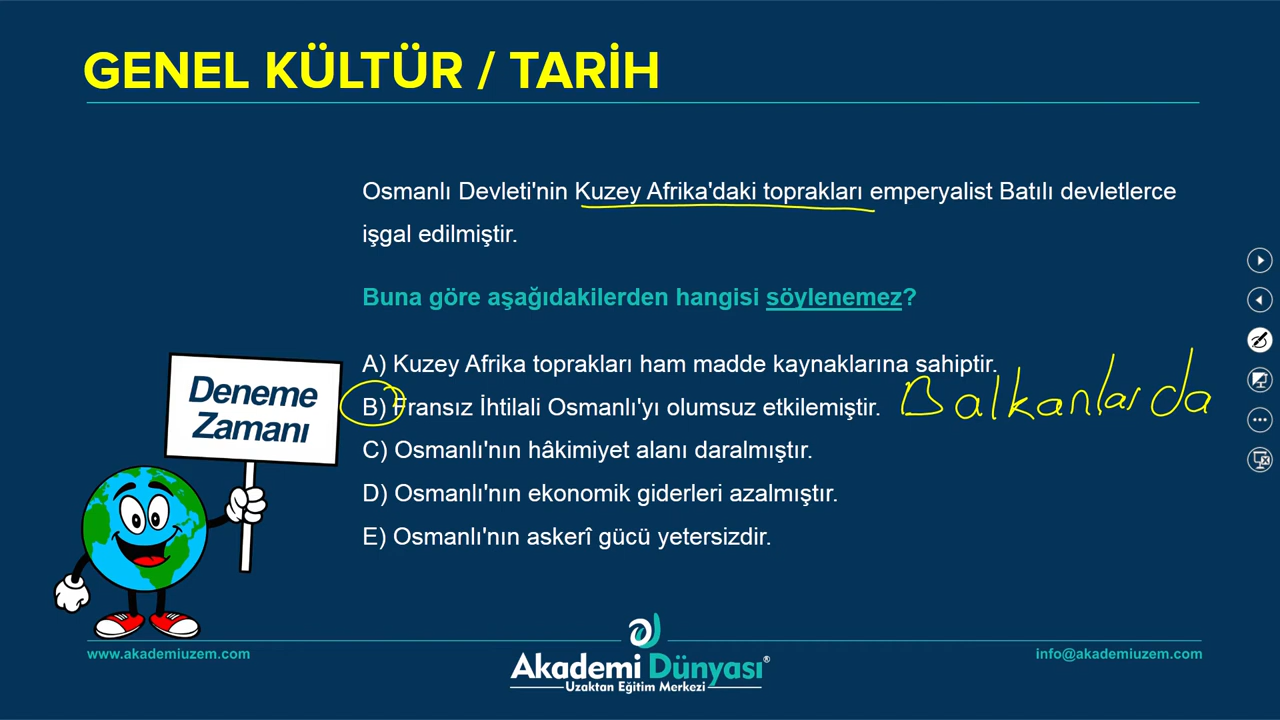 GENEL KÜLTÜR / TARİH
Osmanlı Devleti'nin Kuzey Afrika'daki toprakları emperyalist Batılı devletlerce
işgal edilmiştir.
Buna göre aşağıdakilerden hangisi söylenemez?
A) Kuzey Afrika toprakları ham madde kaynaklarına sahiptir.
B) Fransız İhtilali Osmanlı'yı olumsuz etkilemiştir. Balkanlarda
C) Osmanlı'nın hâkimiyet alanı daralmıştır.
D) Osmanlı'nın ekonomik giderleri azalmıştır.
E) Osmanlı'nın askerî gücü yetersizdir.
Deneme
Zamanı
www.akademiuzem.com
Akademi Dünyası®
Uzaktan Eğitim Merkezi
info@akademiuzem.com